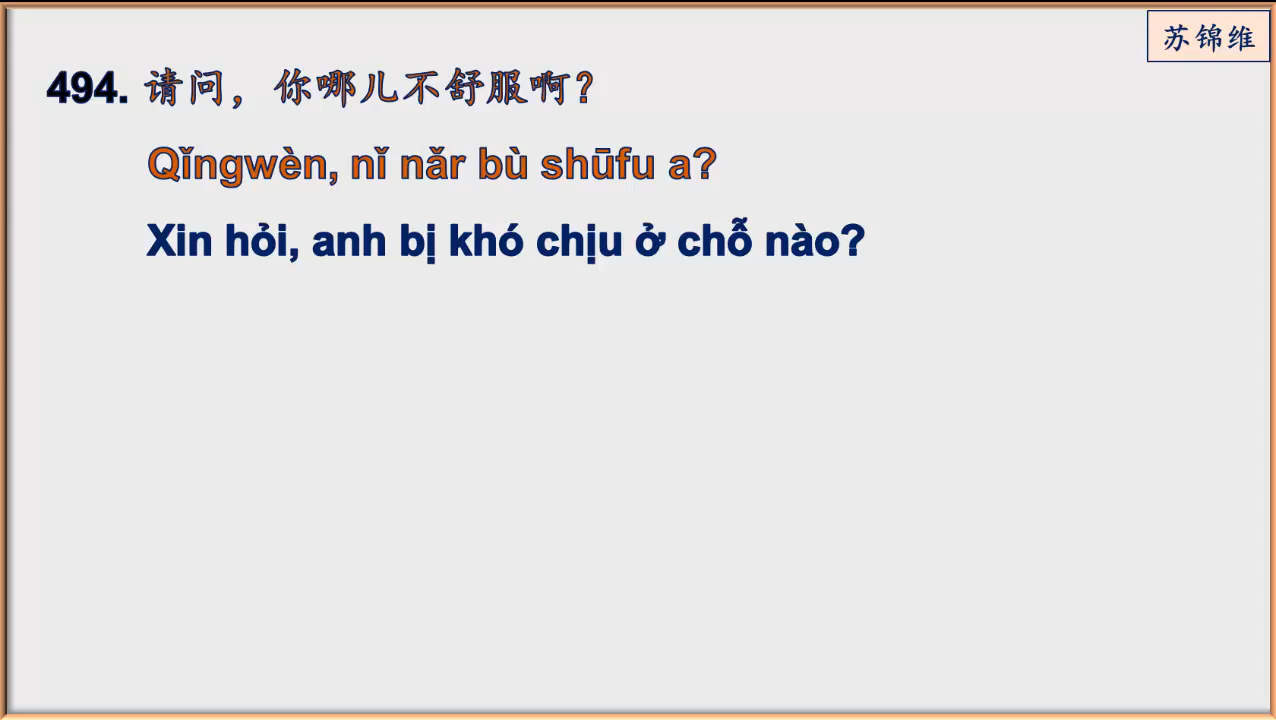 苏锦维
494. 请问，你哪儿不舒服啊？
Qǐngwèn, nǐ nǎr bù shūfu a?
Xin hỏi, anh bị khó chịu ở chỗ nào?